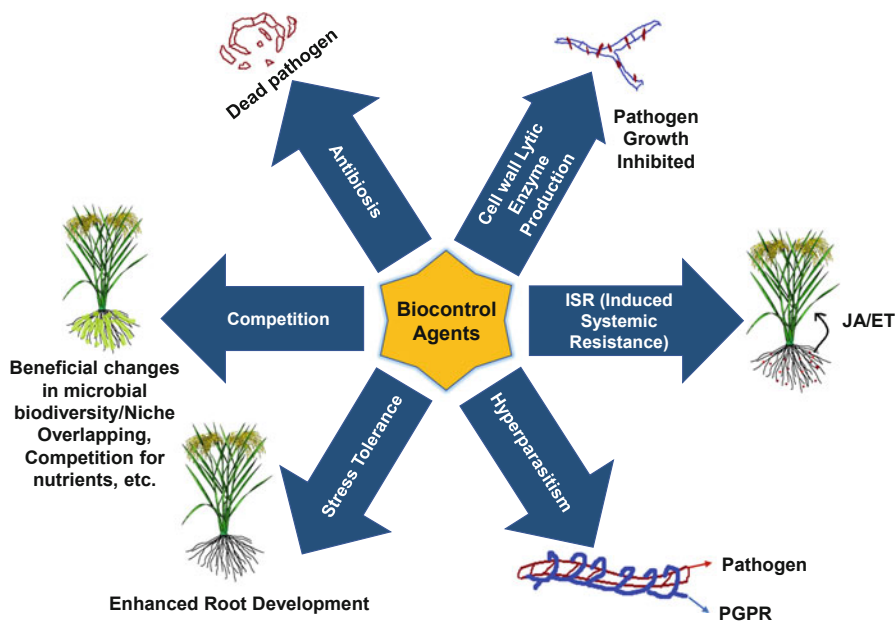 Dead pathogen
Pathogen
Growth
Inhibited
Antibiosis
Cell wall Lytic
Enzyme
Production
Competition
Biocontrol
Agents
ISR (Induced
Systemic
Resistance)
JA/ET
Beneficial changes
in microbial
biodiversity/Niche
Overlapping,
Competition for
nutrients, etc.
Stress Tolerance
Hyperparasitism
Enhanced Root Development
Pathogen
PGPR